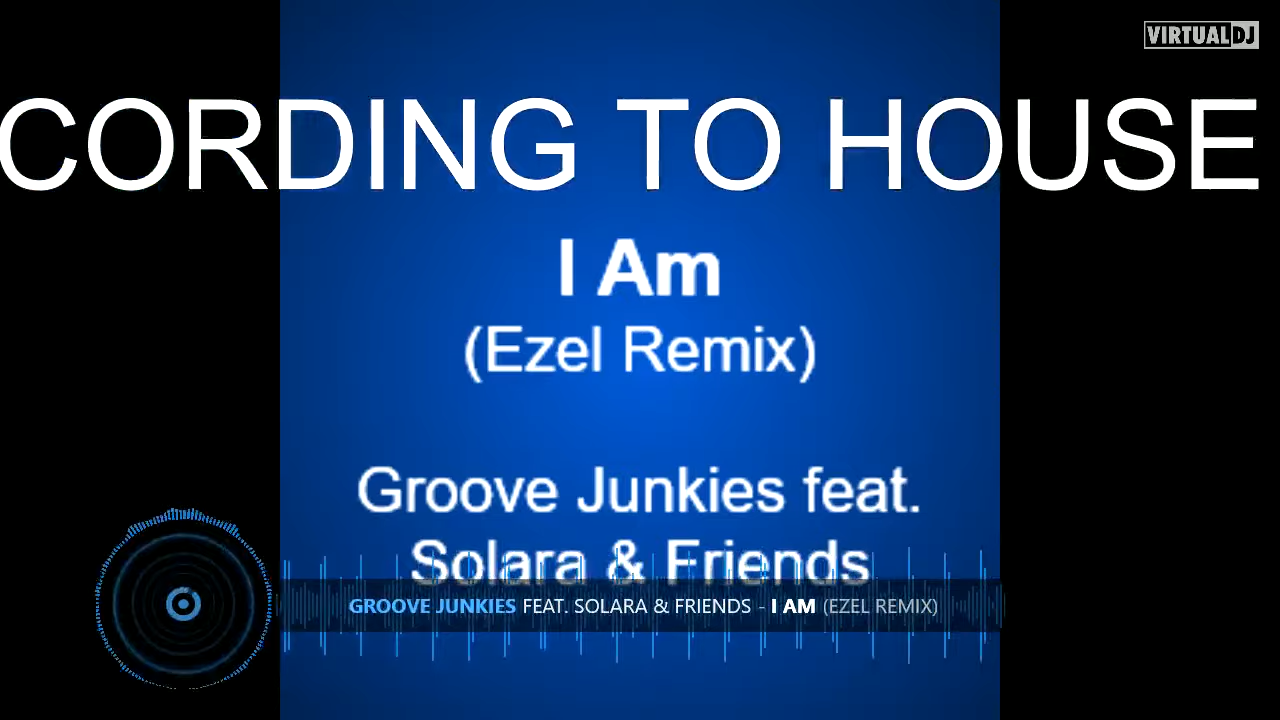 VIRTUALDJ
CORDING TO HOUSE
I Am
(Ezel Remix)
Groove Junkies feat.
Solara & Friends
GROOVE JUNKIES FEAT. SOLARA & FRIENDS - I AM (EZEL REMIX)